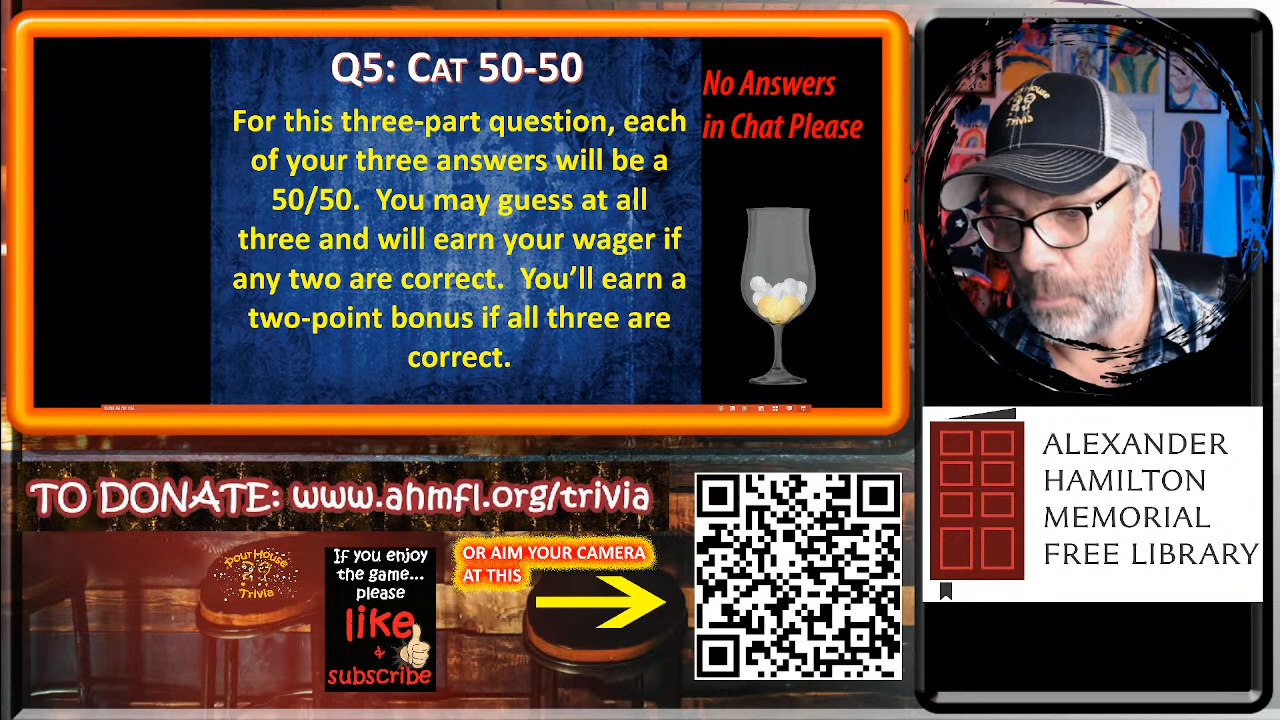 Q5: CAT 50-50
For this three-part question, each
of your three answers will be a
50/50.  You may guess at all
three and will earn your wager if
any two are correct.  You’ll earn a
two-point bonus if all three are
correct.
No Answers
in Chat Please
TO DONATE: www.ahmfl.org/trivia
Pour House
Trivia
If you enjoy
the game...
please
like
&
subscribe
OR AIM YOUR CAMERA
AT THIS
ALEXANDER
HAMILTON
MEMORIAL
FREE LIBRARY